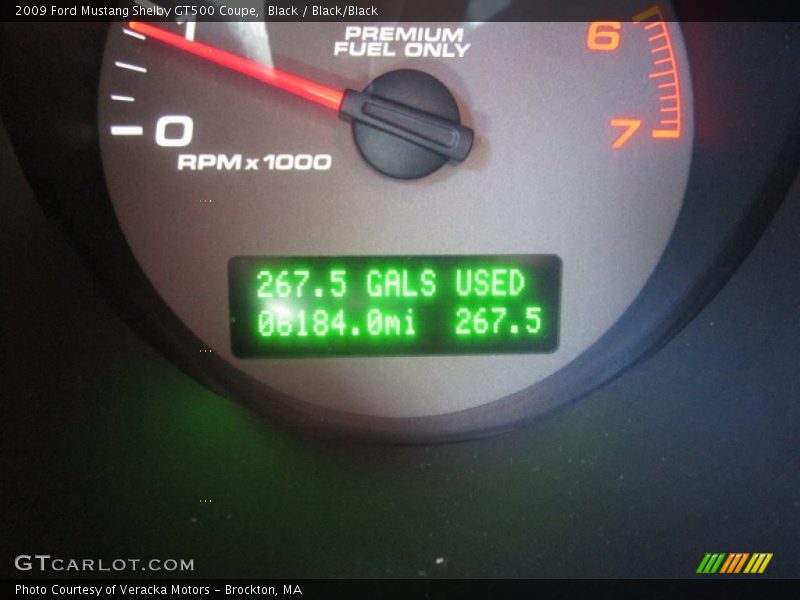 2009 Ford Mustang Shelby GT500 Coupe, Black / Black/Black
1
PREMIUM
FUEL ONLY
6
0
7
RPM x 1000
267.5 GALS USED
06184.0mi 267.5
GTCARLOT.COM
Photo Courtesy of Veracka Motors - Brockton, MA